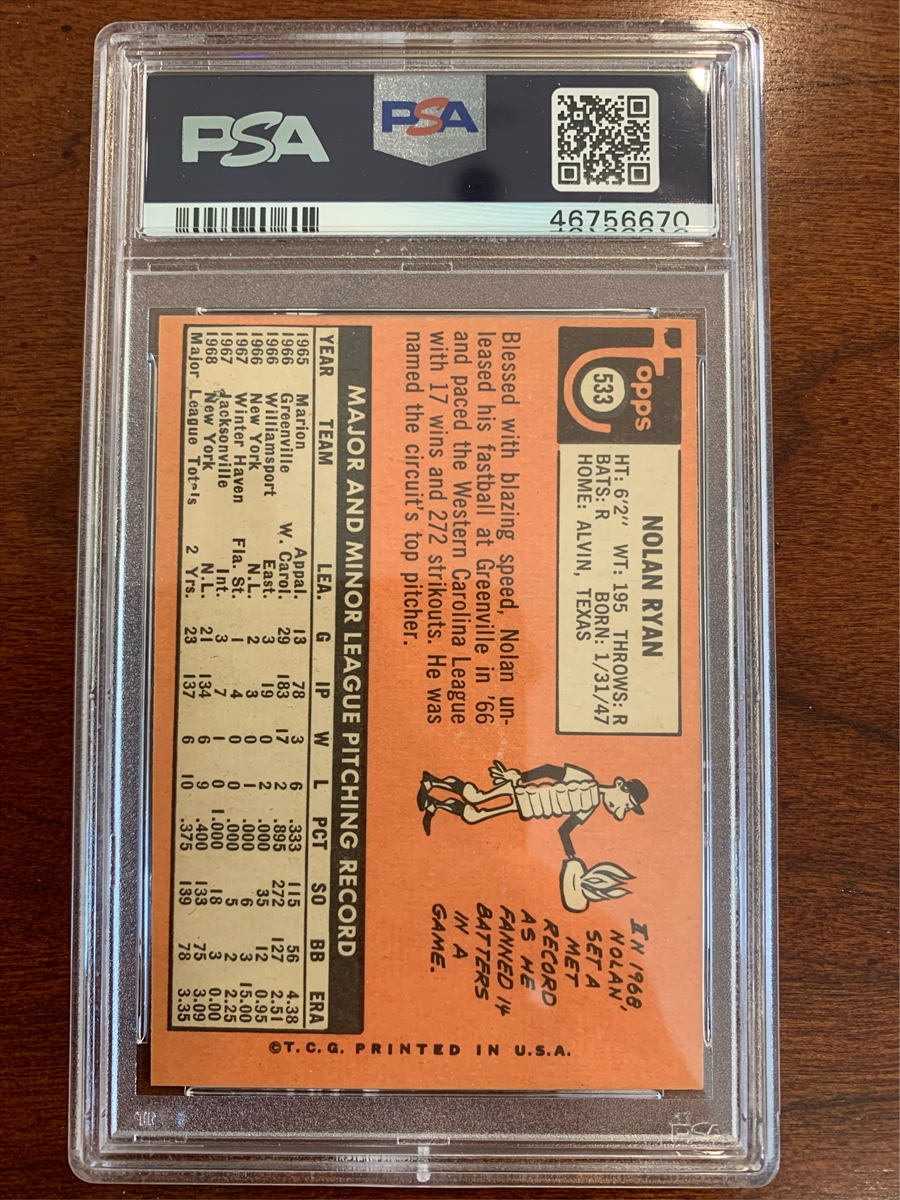 PSA
PSA
46756670
Topps
533
NOLAN RYAN
HT: 6'2" WT: 195 THROWS: R
BATS: R BORN: 1/31/47
HOME: ALVIN, TEXAS
Blessed with blazing speed, Nolan un-
leased his fastball at Greenville in '66
and paced the Western Carolina League
with 17 wins and 272 strikouts. He was
named the circuit's top pitcher.
IN 1968,
NOLAN
SET A
MET
RECORD
AS HE
FANNED 14
BATTERS
IN A
GAME.
MAJOR AND MINOR LEAGUE PITCHING RECORD
YEAR TEAM LEA. G IP W L PCT SO BB ERA
1965 Marion Appal. 13 78 3 6 .333 115 56 4.38
1966 Greenville W. Carol. 29 183 17 2 .895 272 127 2.51
1966 Williamsport East. 3 19 0 2 .000 35 12 0.95
1966 New York N.L. 2 3 0 1 .000 6 3 15.00
1967 Winter Haven Fla. St. 1 4 0 0 .000 5 2 2.25
1967 Jacksonville Int. 3 7 1 0 1.000 18 3 0.00
1968 New York N.L. 21 134 6 9 .400 133 75 3.09
Major League Totals 2 Yrs. 23 137 6 10 .375 139 78 3.35
©T.C.G. PRINTED IN U.S.A.
PSA